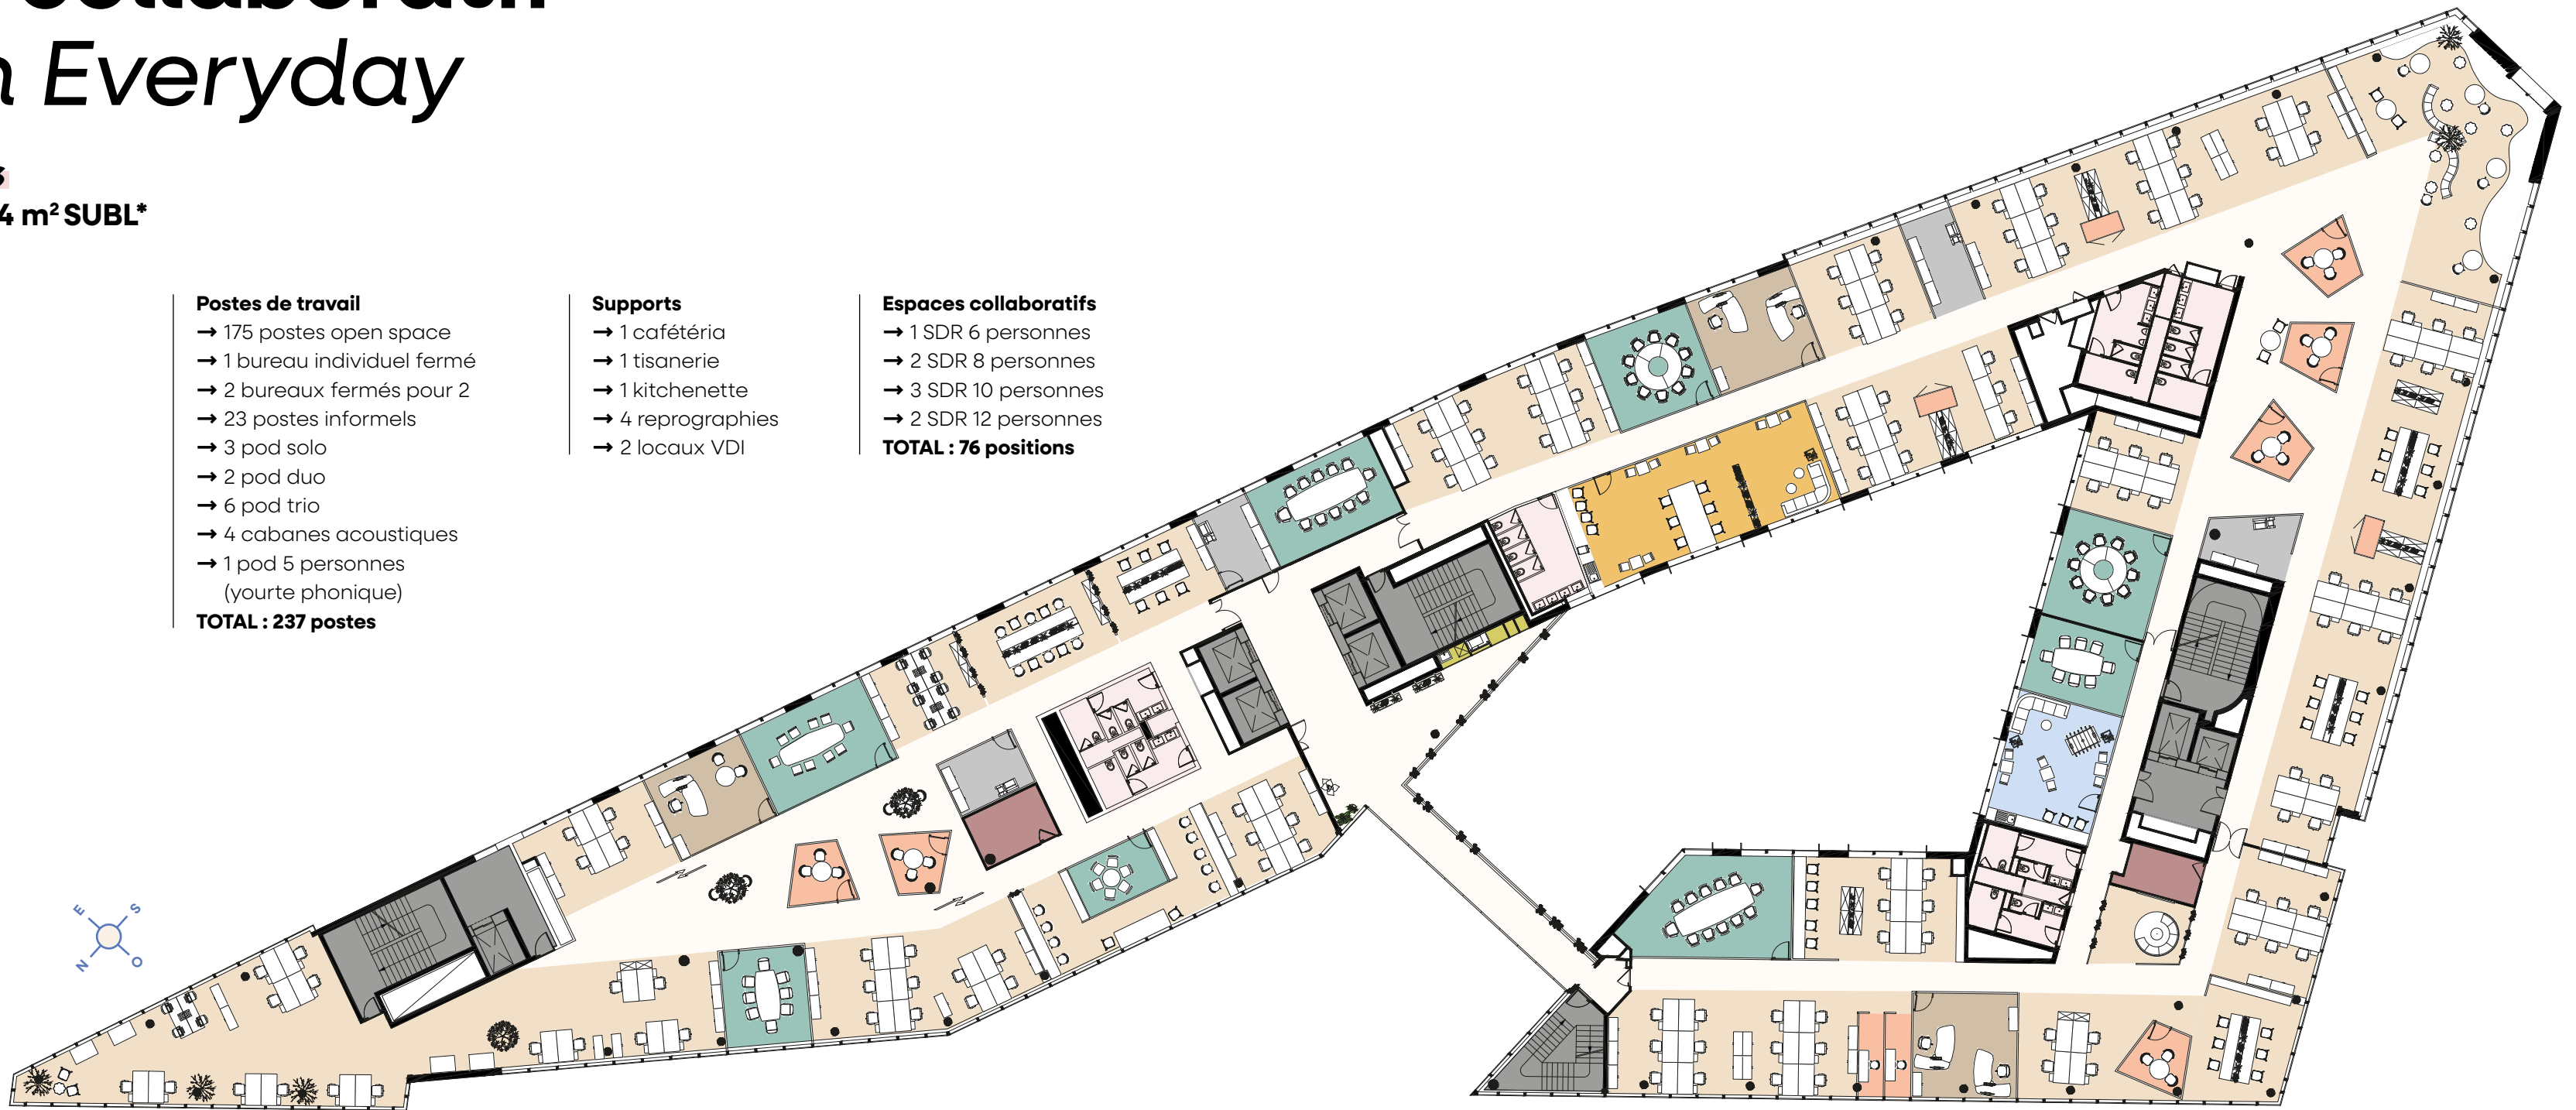 collaboratif
Everyday
4 m² SUBL*
Postes de travail
→ 175 postes open space
→ 1 bureau individuel fermé
→ 2 bureaux fermés pour 2
→ 23 postes informels
→ 3 pod solo
→ 2 pod duo
→ 6 pod trio
→ 4 cabanes acoustiques
→ 1 pod 5 personnes
(yourte phonique)
TOTAL : 237 postes
Supports
→ 1 cafétéria
→ 1 tisanerie
→ 1 kitchenette
→ 4 reprographies
→ 2 locaux VDI
Espaces collaboratifs
→ 1 SDR 6 personnes
→ 2 SDR 8 personnes
→ 3 SDR 10 personnes
→ 2 SDR 12 personnes
TOTAL : 76 positions
E S
N O